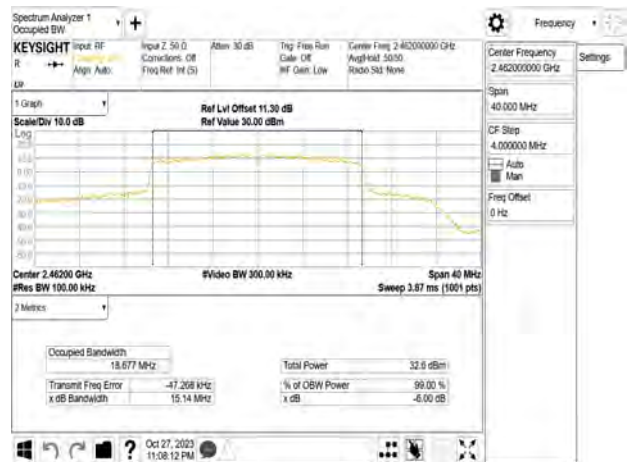 Spectrum Analyzer 1
Occupied BW
Frequency
KEYSIGHT
Input: RF
Input Z: 50 Ω
Atten: 30 dB
Trig: Free Run
Center Freq: 2.462000000 GHz
R
Corrections: Off
Gate: Off
Avg|Hold: 50/50
Align: Auto
Freq Ref: Int (S)
#IF Gain: Low
Radio Std: None
Center Frequency
2.462000000 GHz
Settings
Span
40.000 MHz
CF Step
4.000000 MHz
Auto
Man
Freq Offset
0 Hz
1 Graph
Ref Lvl Offset 11.30 dB
Scale/Div 10.0 dB
Ref Value 30.00 dBm
Log
Center 2.46200 GHz
#Video BW 300.00 kHz
Span 40 MHz
#Res BW 100.00 kHz
Sweep 3.87 ms (1001 pts)
2 Metrics
Occupied Bandwidth
18.677 MHz
Total Power
32.6 dBm
Transmit Freq Error
-47.268 kHz
% of OBW Power
99.00 %
x dB Bandwidth
15.14 MHz
x dB
-6.00 dB
Oct 27, 2023
11:08:12 PM